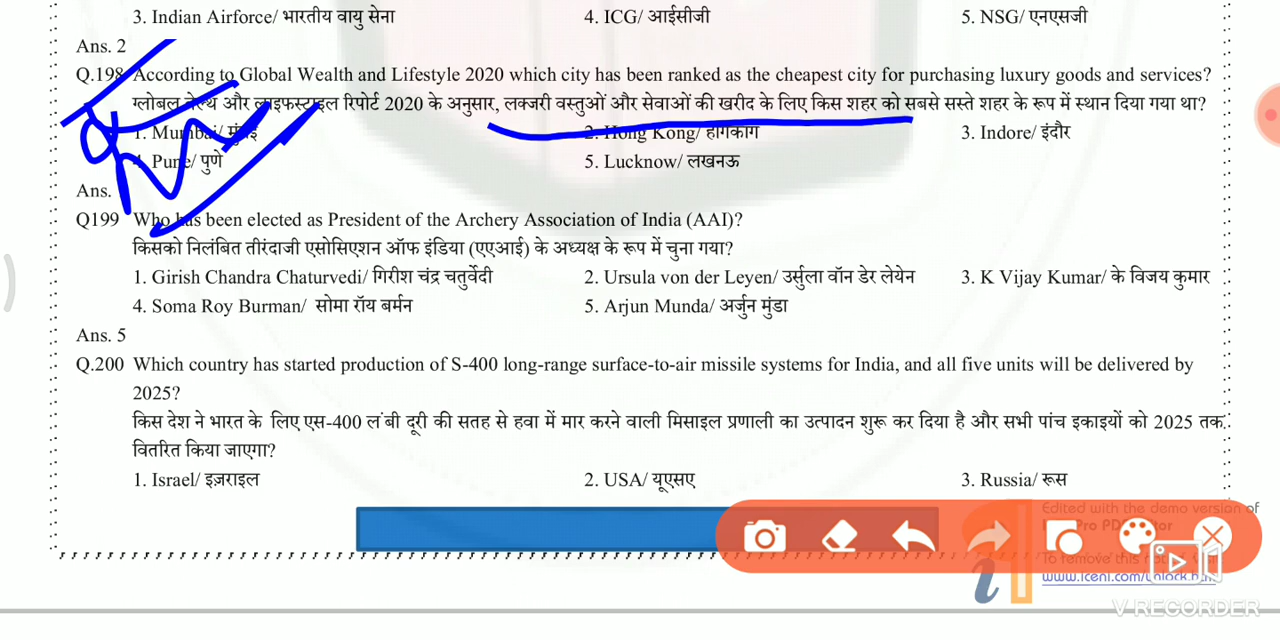 3. Indian Airforce/ भारतीय वायु सेना 4. ICG/ आईसीजी 5. NSG/ एनएसजी
Ans. 2
Q.198 According to Global Wealth and Lifestyle 2020 which city has been ranked as the cheapest city for purchasing luxury goods and services?
ग्लोबल वेल्थ और लाइफस्टाइल रिपोर्ट 2020 के अनुसार, लक्जरी वस्तुओं और सेवाओं की खरीद के लिए किस शहर को सबसे सस्ते शहर के रूप में स्थान दिया गया था?
1. Mumbai/ मुंबई 2. Hong Kong/ हांगकांग 3. Indore/ इंदौर
4. Pune/ पुणे 5. Lucknow/ लखनऊ
Ans.
Q199 Who has been elected as President of the Archery Association of India (AAI)?
किसको निलंबित तीरंदाजी एसोसिएशन ऑफ इंडिया (एएआई) के अध्यक्ष के रूप में चुना गया?
1. Girish Chandra Chaturvedi/ गिरीश चंद्र चतुर्वेदी 2. Ursula von der Leyen/ उर्सुला वॉन डेर लेयेन 3. K Vijay Kumar/ के विजय कुमार
4. Soma Roy Burman/ सोमा रॉय बर्मन 5. Arjun Munda/ अर्जुन मुंडा
Ans. 5
Q.200 Which country has started production of S-400 long-range surface-to-air missile systems for India, and all five units will be delivered by
2025?
किस देश ने भारत के लिए एस-400 लंबी दूरी की सतह से हवा में मार करने वाली मिसाइल प्रणाली का उत्पादन शुरू कर दिया है और सभी पांच इकाइयों को 2025 तक
वितरित किया जाएगा?
1. Israel/ इज़राइल 2. USA/ यूएसए 3. Russia/ रूस
Edited with the demo version of
Pro PD
To remove this
www.iceni.com/unlock.h
V RECORDER